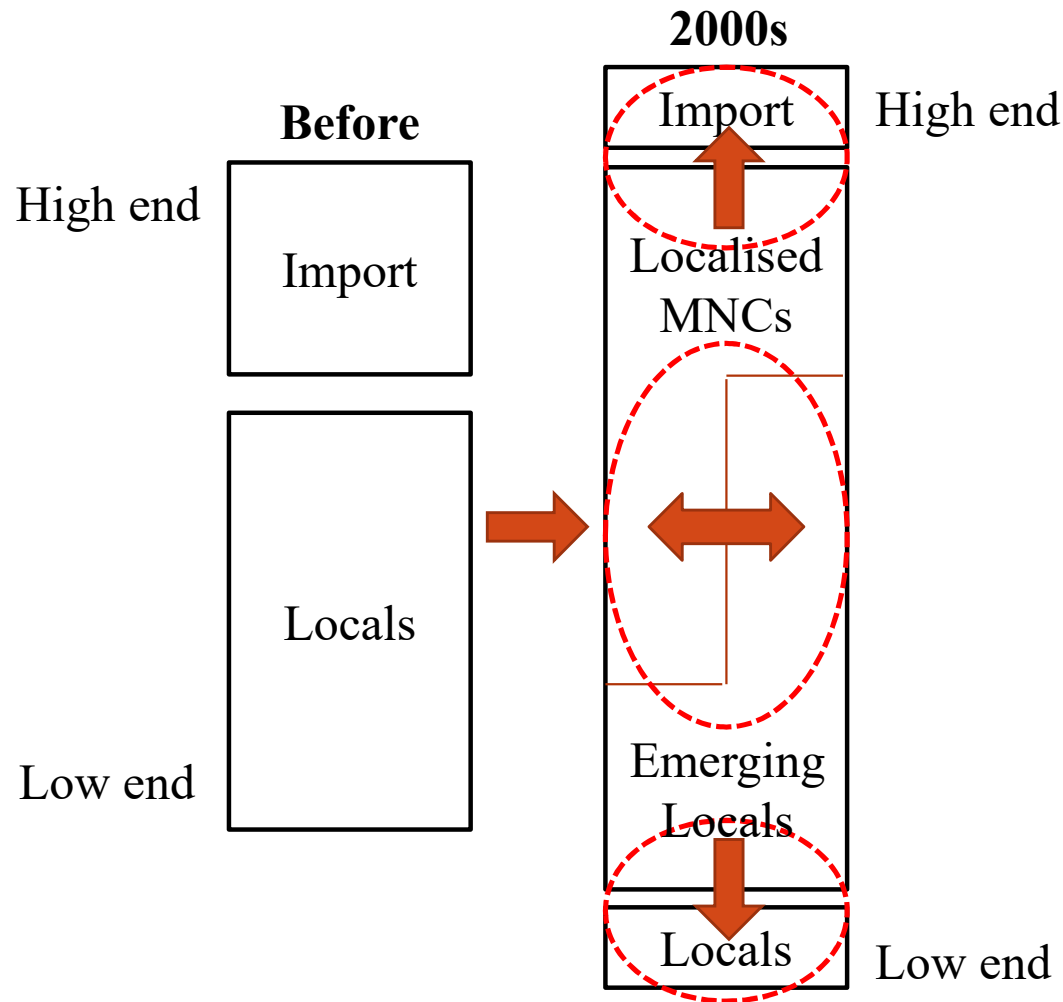 Before
High end
Import
Locals
Low end
2000s
Import
High end
Localised
MNCs
Emerging
Locals
Locals
Low end